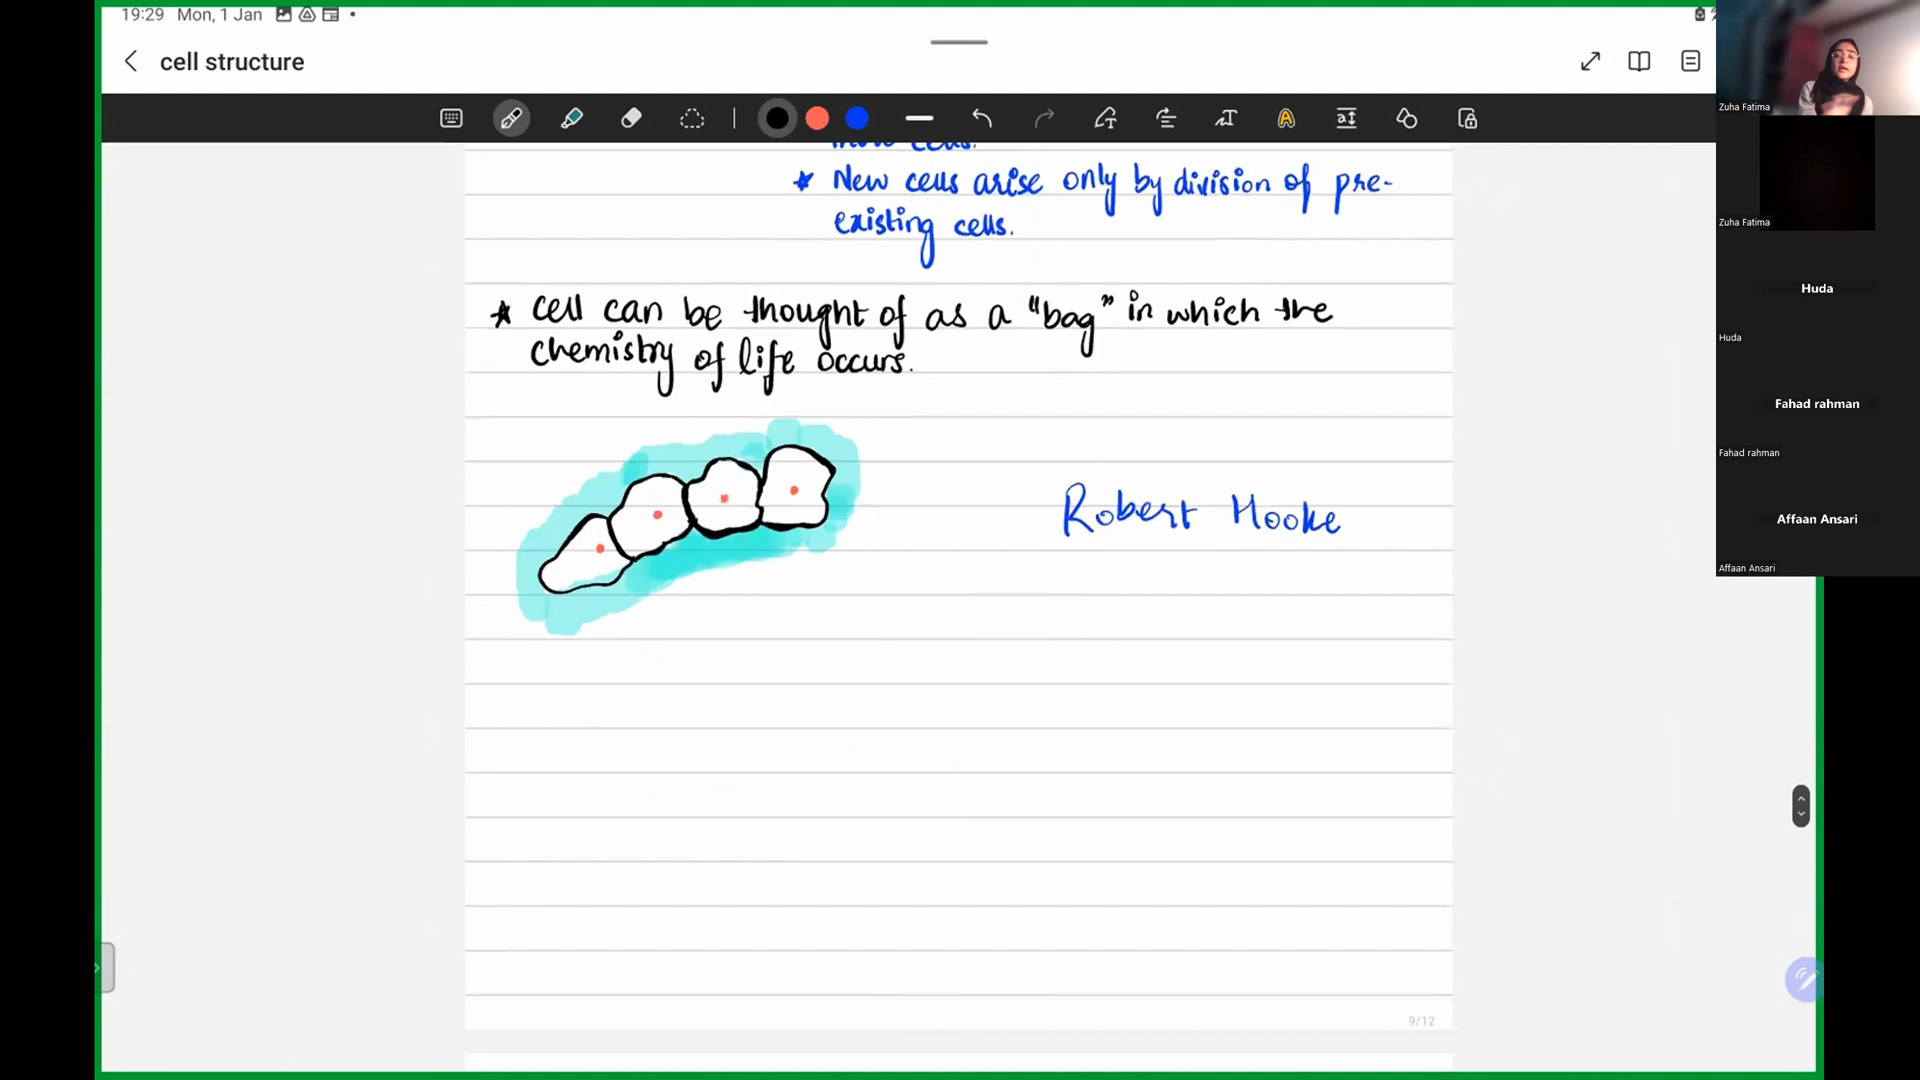 19:29 Mon, 1 Jan
cell structure
more cells.
* New cells arise only by division of pre-
existing cells.
* cell can be thought of as a "bag" in which the
chemistry of life occurs.
Robert Hooke
9/12
Zuha Fatima
Zuha Fatima
Huda
Huda
Fahad rahman
Fahad rahman
Affaan Ansari
Affaan Ansari